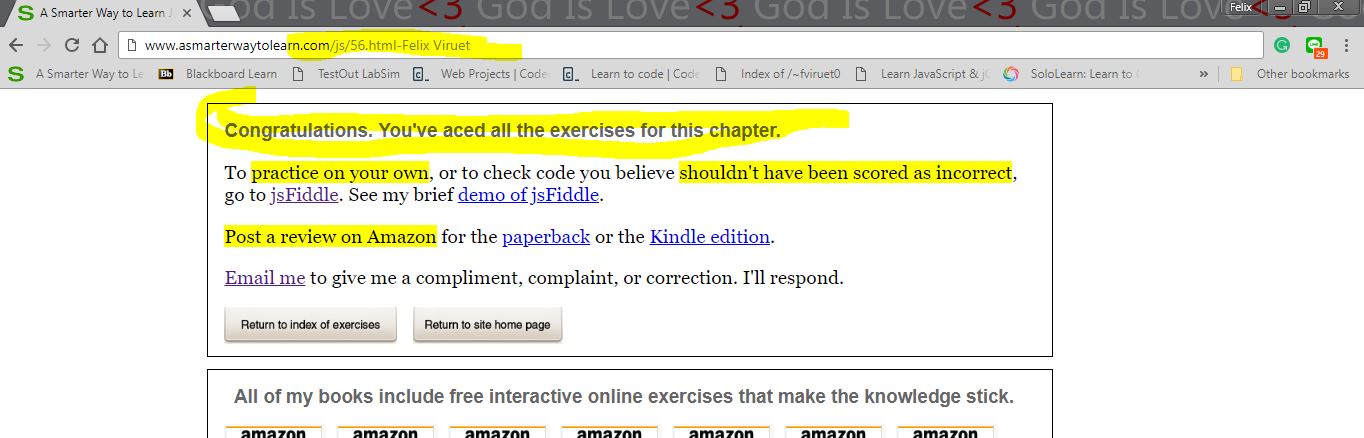 God Is Love<3 God Is Love<3 God Is Love<3 God Is Love<3
A Smarter Way to Learn J
Felix
www.asmarterwaytolearn.com/js/56.html-Felix Viruet
29
A Smarter Way to Le Bb Blackboard Learn TestOut LabSim Web Projects | Code Learn to code | Code Index of /~fviruet0 Learn JavaScript & j SoloLearn: Learn to » Other bookmarks
Congratulations. You've aced all the exercises for this chapter.
To practice on your own, or to check code you believe shouldn't have been scored as incorrect,
go to jsFiddle. See my brief demo of jsFiddle.
Post a review on Amazon for the paperback or the Kindle edition.
Email me to give me a compliment, complaint, or correction. I'll respond.
Return to index of exercises Return to site home page
All of my books include free interactive online exercises that make the knowledge stick.
amazon amazon amazon amazon amazon amazon amazon